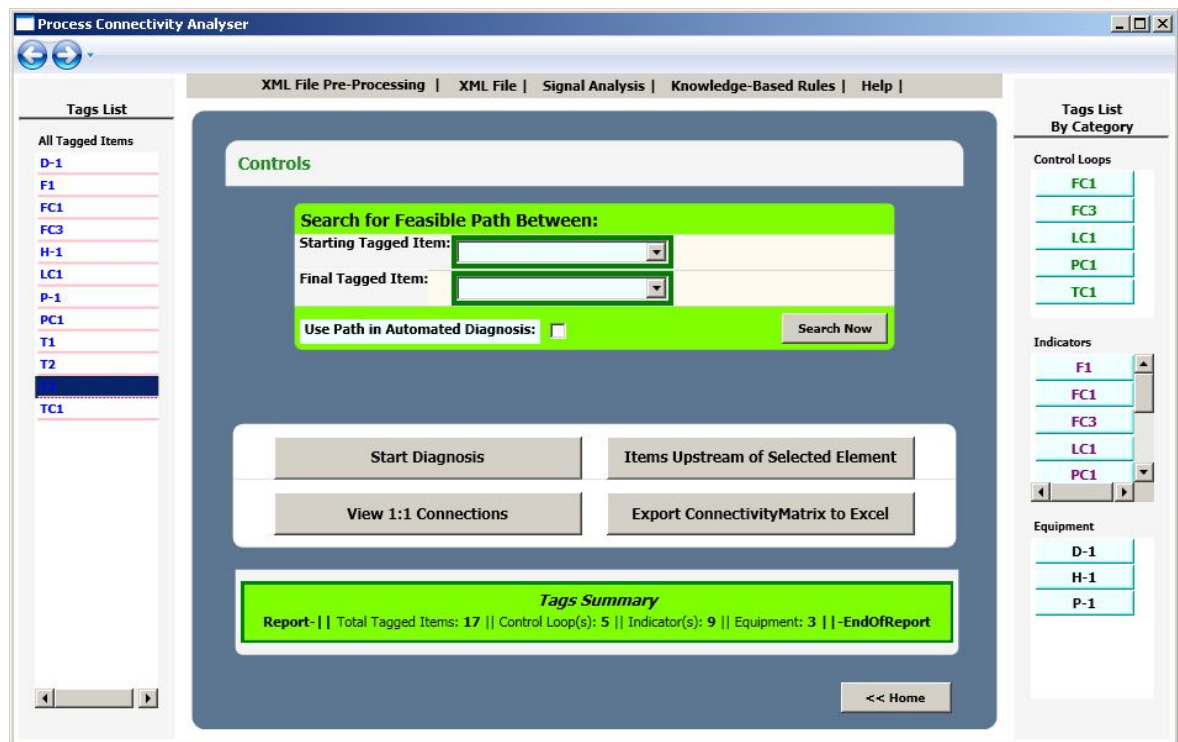 Process Connectivity Analyser
XML File Pre-Processing | XML File | Signal Analysis | Knowledge-Based Rules | Help |
Tags List
All Tagged Items
D-1
F1
FC1
FC3
H-1
LC1
P-1
PC1
T1
T2
TC1
Controls
Search for Feasible Path Between:
Starting Tagged Item:
Final Tagged Item:
Use Path in Automated Diagnosis:
Search Now
Start Diagnosis
Items Upstream of Selected Element
View 1:1 Connections
Export ConnectivityMatrix to Excel
Tags Summary
Report-|| Total Tagged Items: 17 || Control Loop(s): 5 || Indicator(s): 9 || Equipment: 3 ||-EndOfReport
<< Home
Tags List
By Category
Control Loops
FC1
FC3
LC1
PC1
TC1
Indicators
F1
FC1
FC3
LC1
PC1
Equipment
D-1
H-1
P-1